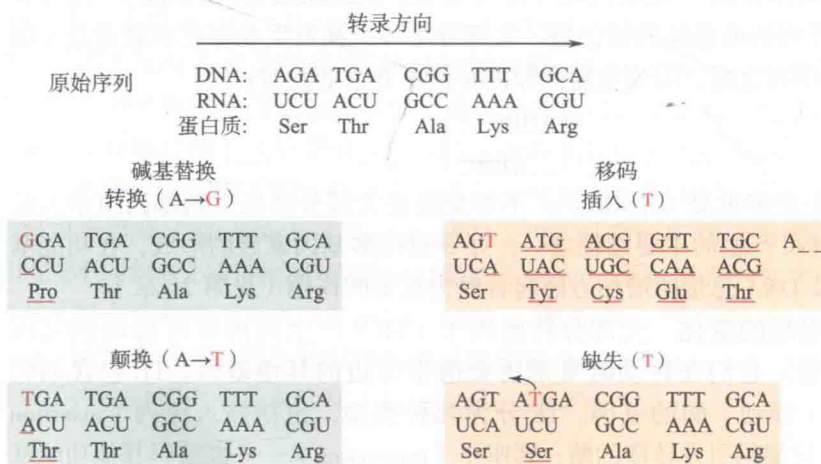 转录方向
原始序列
DNA: AGA TGA CGG TTT GCA
RNA: UCU ACU GCC AAA CGU
蛋白质: Ser Thr Ala Lys Arg
碱基替换
转换（A→G）
GGA TGA CGG TTT GCA
CCU ACU GCC AAA CGU
Pro Thr Ala Lys Arg
颠换（A→T）
TGA TGA CGG TTT GCA
ACU ACU GCC AAA CGU
Thr Thr Ala Lys Arg
移码
插入（T）
AGT ATG ACG GTT TGC A_ _
UCA UAC UGC CAA ACG
Ser Tyr Cys Glu Thr
缺失（T）
AGT ATGA CGG TTT GCA
UCA UCU GCC AAA CGU
Ser Ser Ala Lys Arg